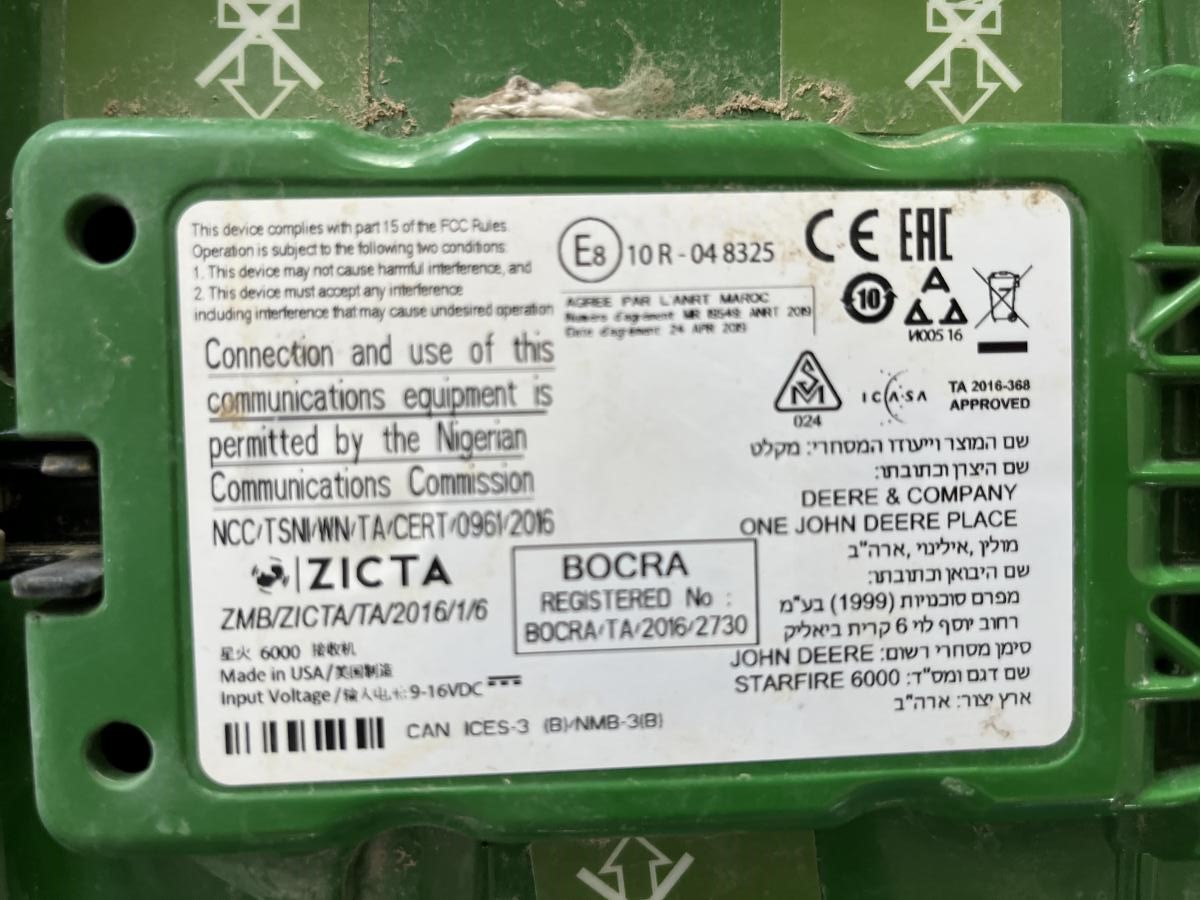 This device complies with part 15 of the FCC Rules.
Operation is subject to the following two conditions:
1. This device may not cause harmful interference, and
2. This device must accept any interference
including interference that may cause undesired operation
Connection and use of this
communications equipment is
permitted by the Nigerian
Communications Commission
NCC/TSNI/WN/TA/CERT/0961/2016
ZICTA
ZMB/ZICTA/TA/2016/1/6
星火 6000 接收机
Made in USA/美国制造
Input Voltage/输入电压:9-16VDC
CAN ICES-3 (B)/NMB-3(B)
E8 10 R - 04 8325
AGREE PAR L'ANRT MAROC
Numéro d'agrément: MR 19549 ANRT 2019
Date d'agrément: 24 APR 2019
BOCRA
REGISTERED No :
BOCRA/TA/2016/2730
CE EAC
10
И005 16
024
ICASA
TA 2016-368
APPROVED
שם המוצר וייעודו המסחרי: מקלט
שם היצרן וכתובתו:
DEERE & COMPANY
ONE JOHN DEERE PLACE
מולין, אילינוי, ארה"ב
שם היבואן וכתובתו:
מפרם סוכנויות (1999) בע"מ
רחוב יוסף לוי 6 קרית ביאליק
סימן מסחרי רשום: JOHN DEERE
שם דגם ומס"ד: STARFIRE 6000
ארץ יצור: ארה"ב